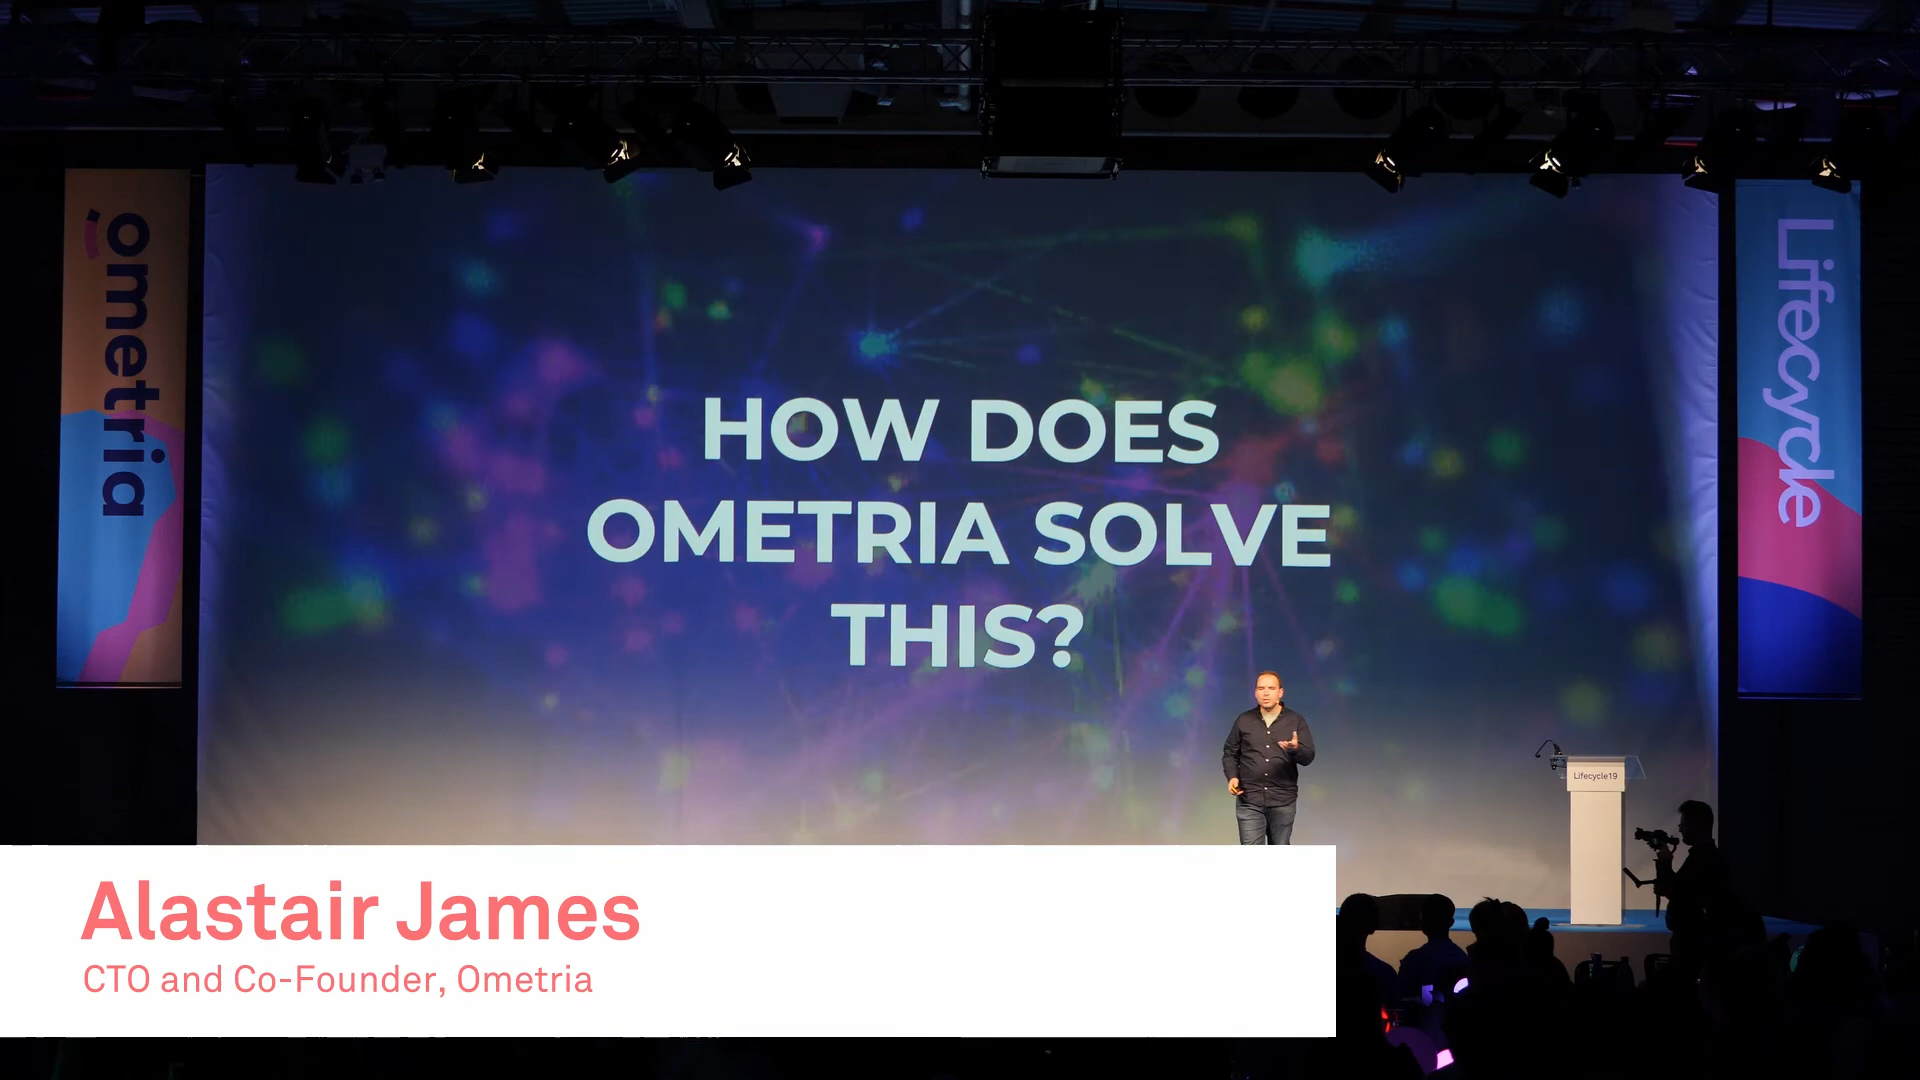 ometria
Lifecycle
HOW DOES
OMETRIA SOLVE
THIS?
Lifecycle19
Alastair James
CTO and Co-Founder, Ometria